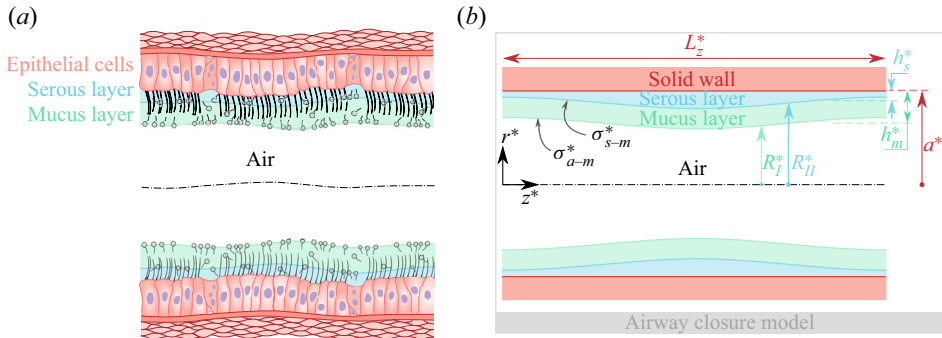 (a)
Epithelial cells
Serous layer
Mucus layer
Air
(b)
L*z
h*s
Solid wall
Serous layer
Mucus layer
σ*s–m
σ*a–m
h*m
a*
r*
Air
R*I
R*II
z*
Airway closure model